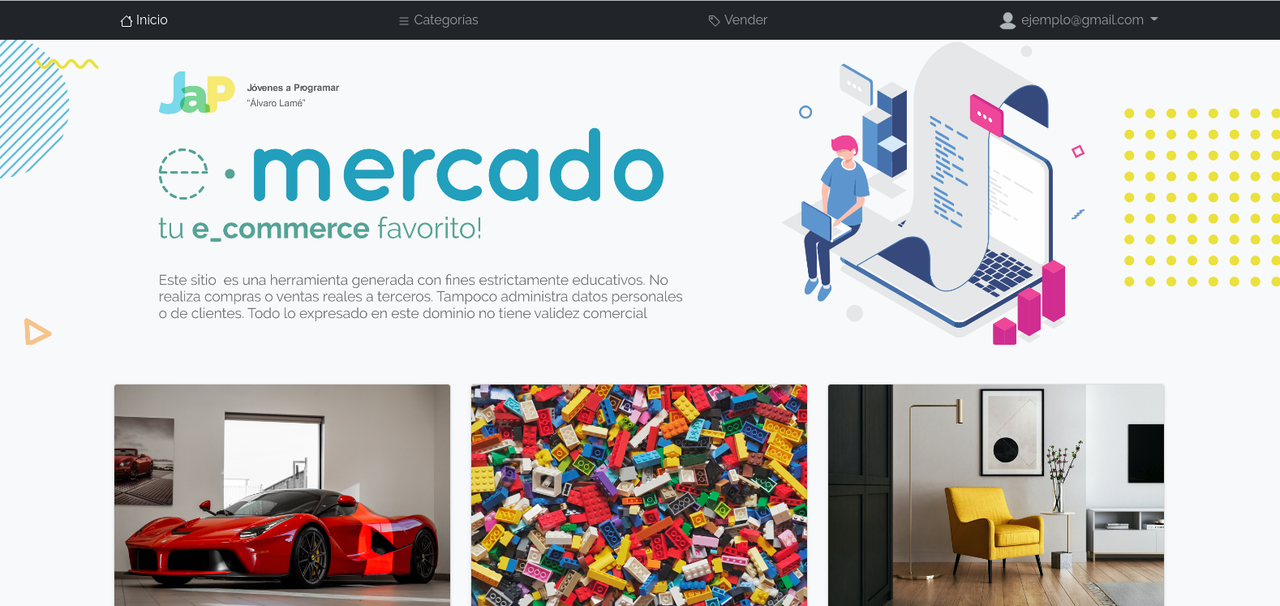 Inicio
Categorías
Vender
ejemplo@gmail.com
JaP
Jóvenes a Programar
"Álvaro Lamé"
e · mercado
tu e_commerce favorito!
Este sitio es una herramienta generada con fines estrictamente educativos. No
realiza compras o ventas reales a terceros. Tampoco administra datos personales
o de clientes. Todo lo expresado en este dominio no tiene validez comercial